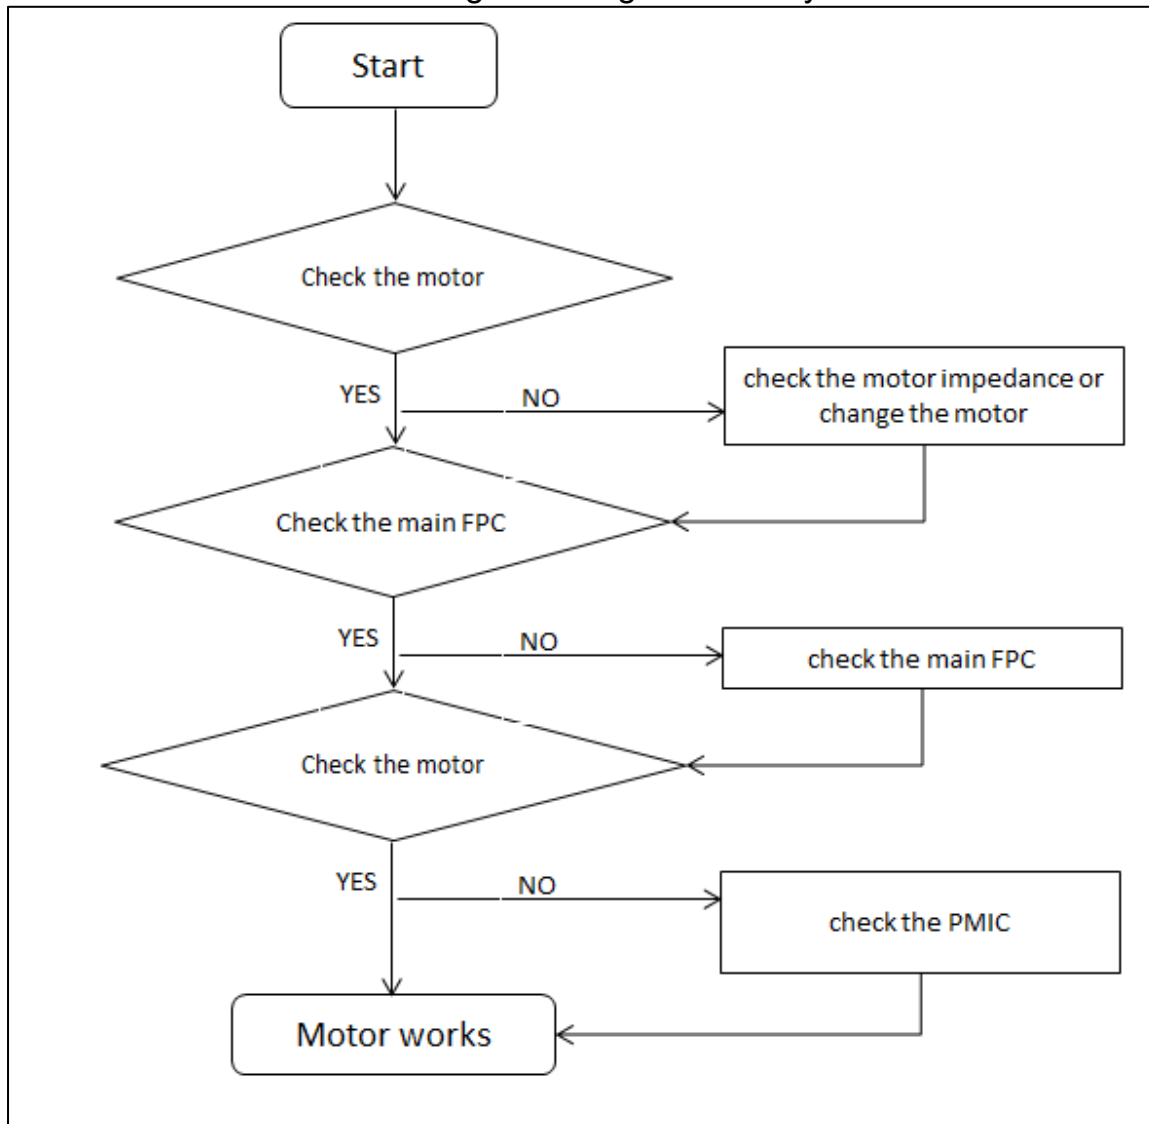 Start
Check the motor
YES
NO
check the motor impedance or
change the motor
Check the main FPC
YES
NO
check the main FPC
Check the motor
YES
NO
check the PMIC
Motor works